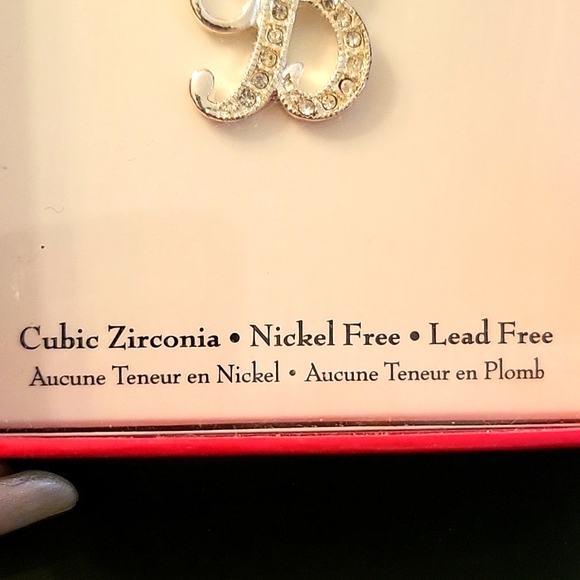 B
Cubic Zirconia • Nickel Free • Lead Free
Aucune Teneur en Nickel • Aucune Teneur en Plomb